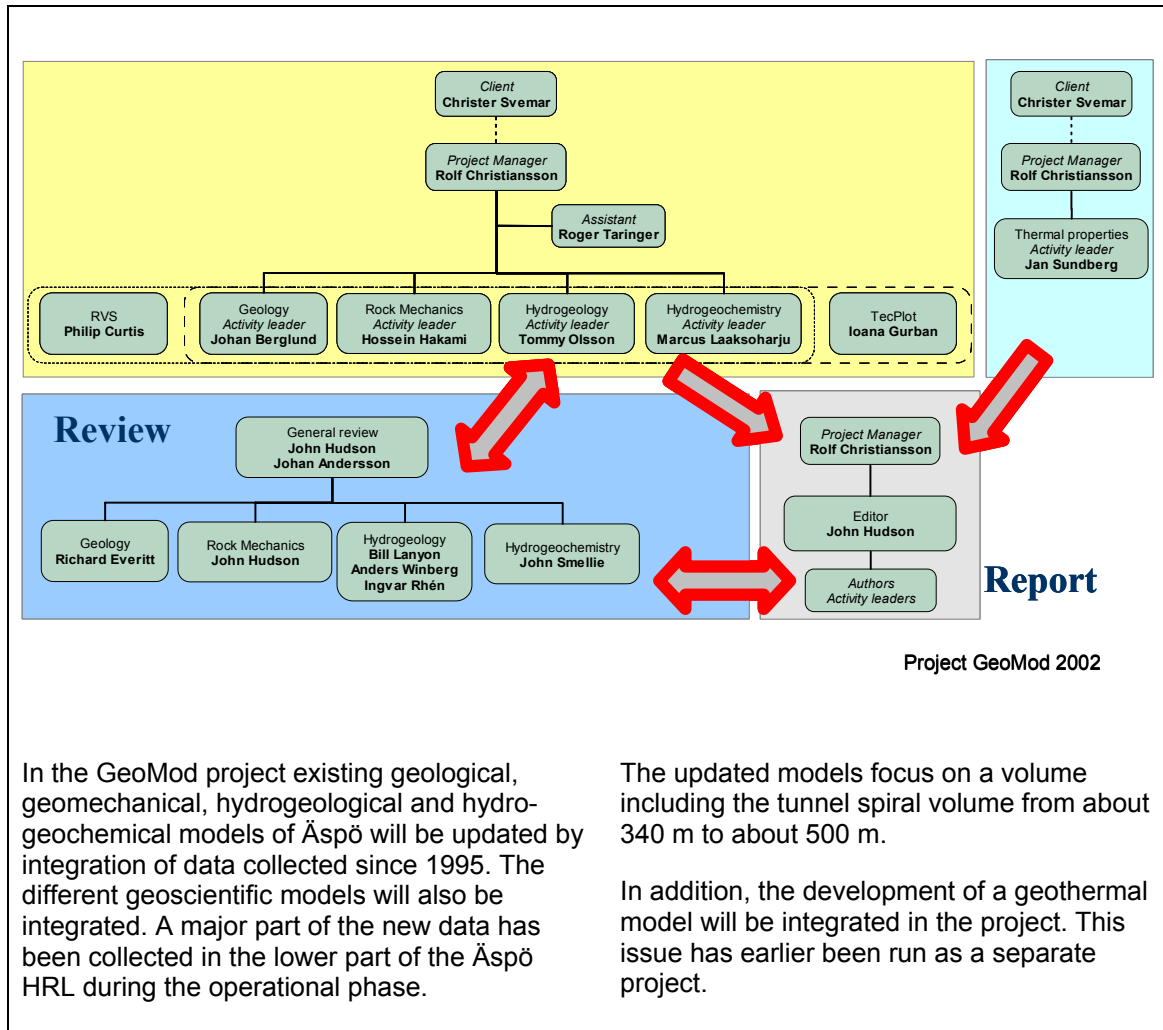 Client
Christer Svemar
Project Manager
Rolf Christiansson
Assistant
Roger Taringer
RVS
Philip Curtis
Geology
Activity leader
Johan Berglund
Rock Mechanics
Activity leader
Hossein Hakami
Hydrogeology
Activity leader
Tommy Olsson
Hydrogeochemistry
Activity leader
Marcus Laaksoharju
TecPlot
Ioana Gurban
Client
Christer Svemar
Project Manager
Rolf Christiansson
Thermal properties
Activity leader
Jan Sundberg
Review
General review
John Hudson
Johan Andersson
Geology
Richard Everitt
Rock Mechanics
John Hudson
Hydrogeology
Bill Lanyon
Anders Winberg
Ingvar Rhén
Hydrogeochemistry
John Smellie
Project Manager
Rolf Christiansson
Editor
John Hudson
Authors
Activity leaders
Report
Project GeoMod 2002
In the GeoMod project existing geological,
geomechanical, hydrogeological and hydro-
geochemical models of Äspö will be updated by
integration of data collected since 1995. The
different geoscientific models will also be
integrated. A major part of the new data has
been collected in the lower part of the Äspö
HRL during the operational phase.
The updated models focus on a volume
including the tunnel spiral volume from about
340 m to about 500 m.
In addition, the development of a geothermal
model will be integrated in the project. This
issue has earlier been run as a separate
project.